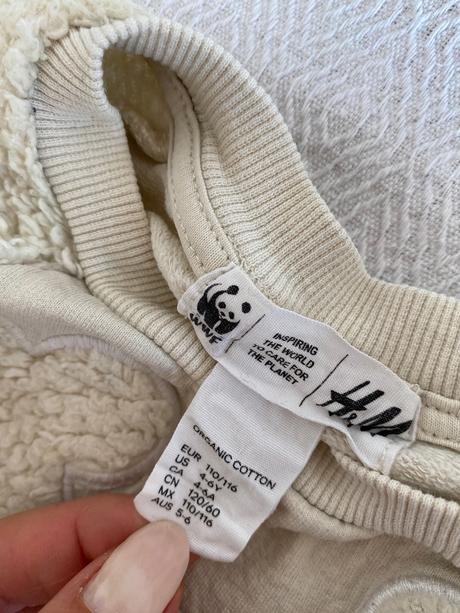 WWF
INSPIRING
THE WORLD
TO CARE FOR
THE PLANET
H&M
ORGANIC COTTON
EUR 110/116
US 4-6Y
CA 4-6A
CN 120/60
MX 110/116
AUS 5-6